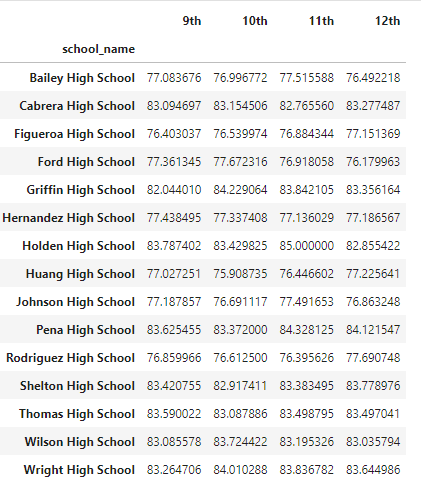 9th 10th 11th 12th
school_name
Bailey High School 77.083676 76.996772 77.515588 76.492218
Cabrera High School 83.094697 83.154506 82.765560 83.277487
Figueroa High School 76.403037 76.539974 76.884344 77.151369
Ford High School 77.361345 77.672316 76.918058 76.179963
Griffin High School 82.044010 84.229064 83.842105 83.356164
Hernandez High School 77.438495 77.337408 77.136029 77.186567
Holden High School 83.787402 83.429825 85.000000 82.855422
Huang High School 77.027251 75.908735 76.446602 77.225641
Johnson High School 77.187857 76.691117 77.491653 76.863248
Pena High School 83.625455 83.372000 84.328125 84.121547
Rodriguez High School 76.859966 76.612500 76.395626 77.690748
Shelton High School 83.420755 82.917411 83.383495 83.778976
Thomas High School 83.590022 83.087886 83.498795 83.497041
Wilson High School 83.085578 83.724422 83.195326 83.035794
Wright High School 83.264706 84.010288 83.836782 83.644986